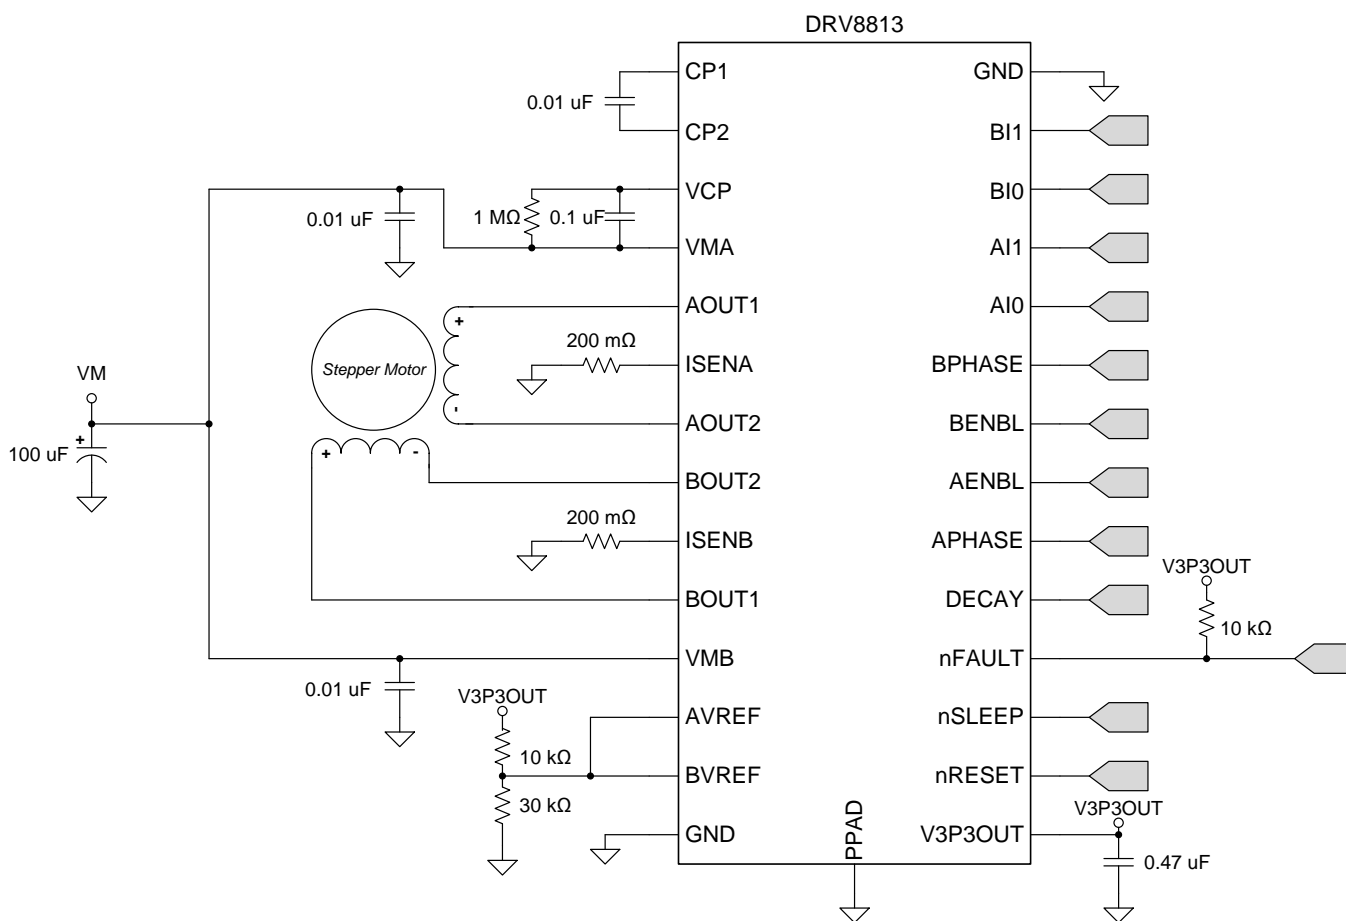 DRV8813
CP1
GND
0.01 uF
CP2
BI1
VCP
BI0
0.01 uF
1 MΩ
0.1 uF
VMA
AI1
AOUT1
AI0
+
200 mΩ
Stepper Motor
ISENA
BPHASE
VM
-
AOUT2
BENBL
+
100 uF
+
-
BOUT2
AENBL
200 mΩ
ISENB
APHASE
V3P3OUT
BOUT1
DECAY
10 kΩ
VMB
nFAULT
0.01 uF
V3P3OUT
AVREF
nSLEEP
10 kΩ
BVREF
nRESET
30 kΩ
V3P3OUT
GND
PPAD
V3P3OUT
0.47 uF